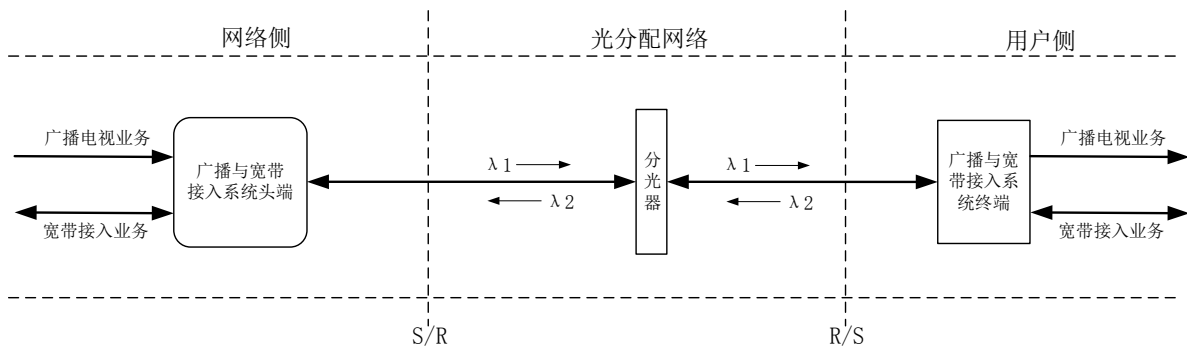 网络侧
光分配网络
用户侧
广播电视业务
宽带接入业务
广播与宽带
接入系统头端
λ1
λ2
分
光
器
λ1
λ2
广播与宽
带接入系
统终端
广播电视业务
宽带接入业务
S/R
R/S